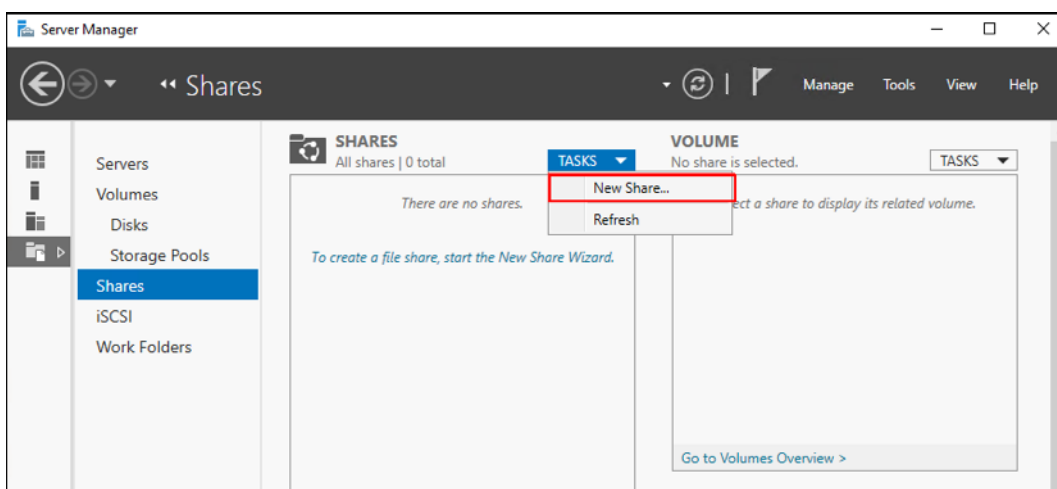 Server Manager
Shares
Manage Tools View Help
Servers
Volumes
Disks
Storage Pools
Shares
iSCSI
Work Folders
SHARES
All shares | 0 total
TASKS
New Share...
Refresh
There are no shares.
To create a file share, start the New Share Wizard.
VOLUME
No share is selected.
TASKS
ect a share to display its related volume.
Go to Volumes Overview >